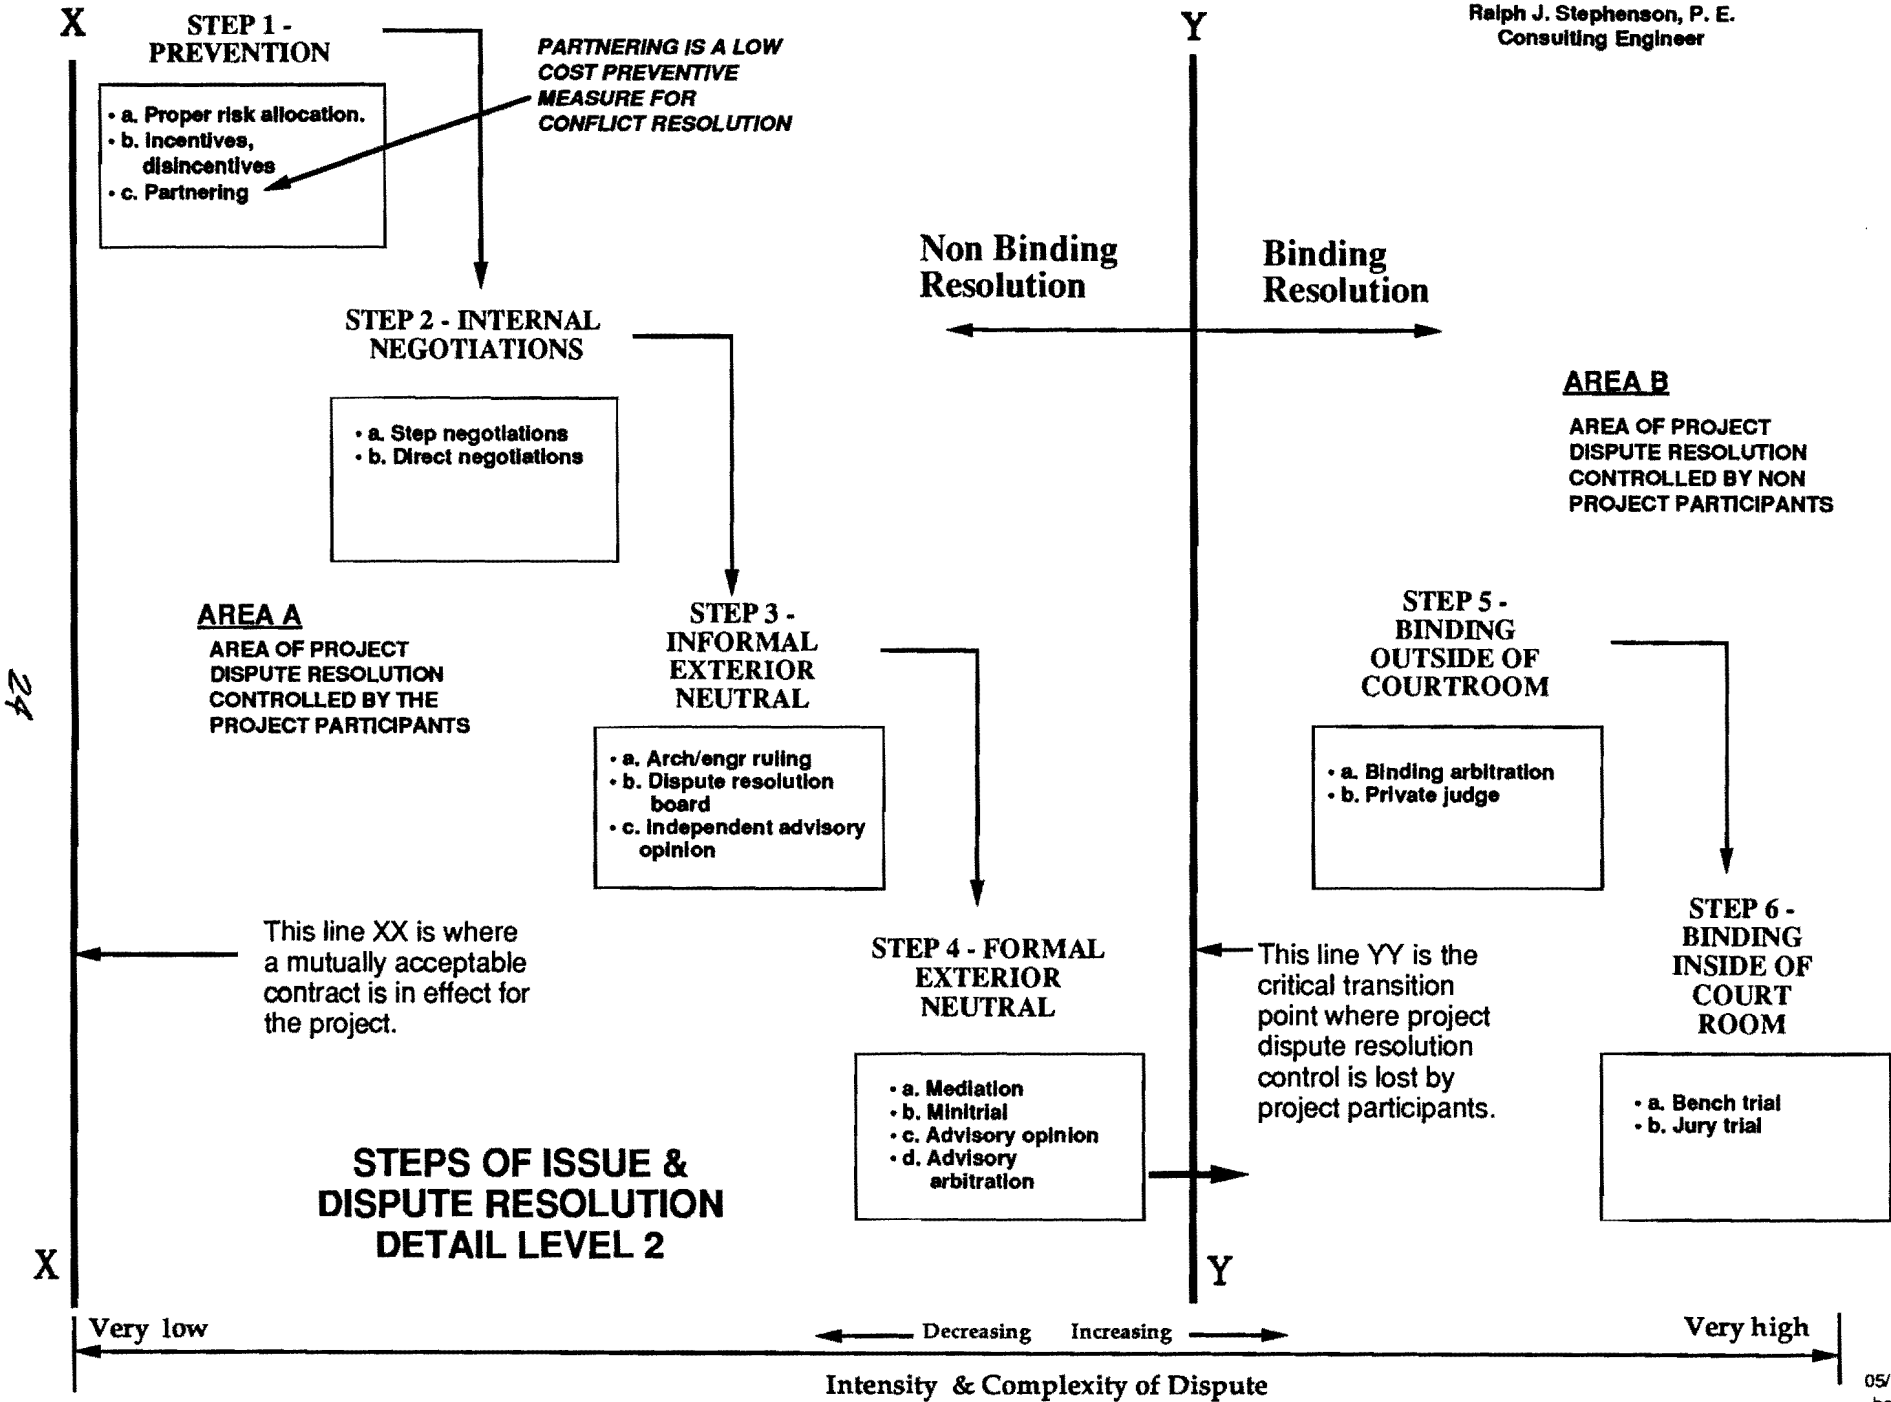 X
STEP 1 -
PREVENTION
• a. Proper risk allocation.
• b. Incentives,
disincentives
• c. Partnering
PARTNERING IS A LOW
COST PREVENTIVE
MEASURE FOR
CONFLICT RESOLUTION
Y
Ralph J. Stephenson, P. E.
Consulting Engineer
Non Binding
Resolution
Binding
Resolution
STEP 2 - INTERNAL
NEGOTIATIONS
• a. Step negotiations
• b. Direct negotiations
AREA B
AREA OF PROJECT
DISPUTE RESOLUTION
CONTROLLED BY NON
PROJECT PARTICIPANTS
AREA A
AREA OF PROJECT
DISPUTE RESOLUTION
CONTROLLED BY THE
PROJECT PARTICIPANTS
24
STEP 3 -
INFORMAL
EXTERIOR
NEUTRAL
• a. Arch/engr ruling
• b. Dispute resolution
board
• c. Independent advisory
opinion
STEP 5 -
BINDING
OUTSIDE OF
COURTROOM
• a. Binding arbitration
• b. Private judge
This line XX is where
a mutually acceptable
contract is in effect for
the project.
STEP 4 - FORMAL
EXTERIOR
NEUTRAL
• a. Mediation
• b. Minitrial
• c. Advisory opinion
• d. Advisory
arbitration
This line YY is the
critical transition
point where project
dispute resolution
control is lost by
project participants.
STEP 6 -
BINDING
INSIDE OF
COURT
ROOM
• a. Bench trial
• b. Jury trial
STEPS OF ISSUE &
DISPUTE RESOLUTION
DETAIL LEVEL 2
X
Y
Very low
Decreasing Increasing
Very high
Intensity & Complexity of Dispute
05/